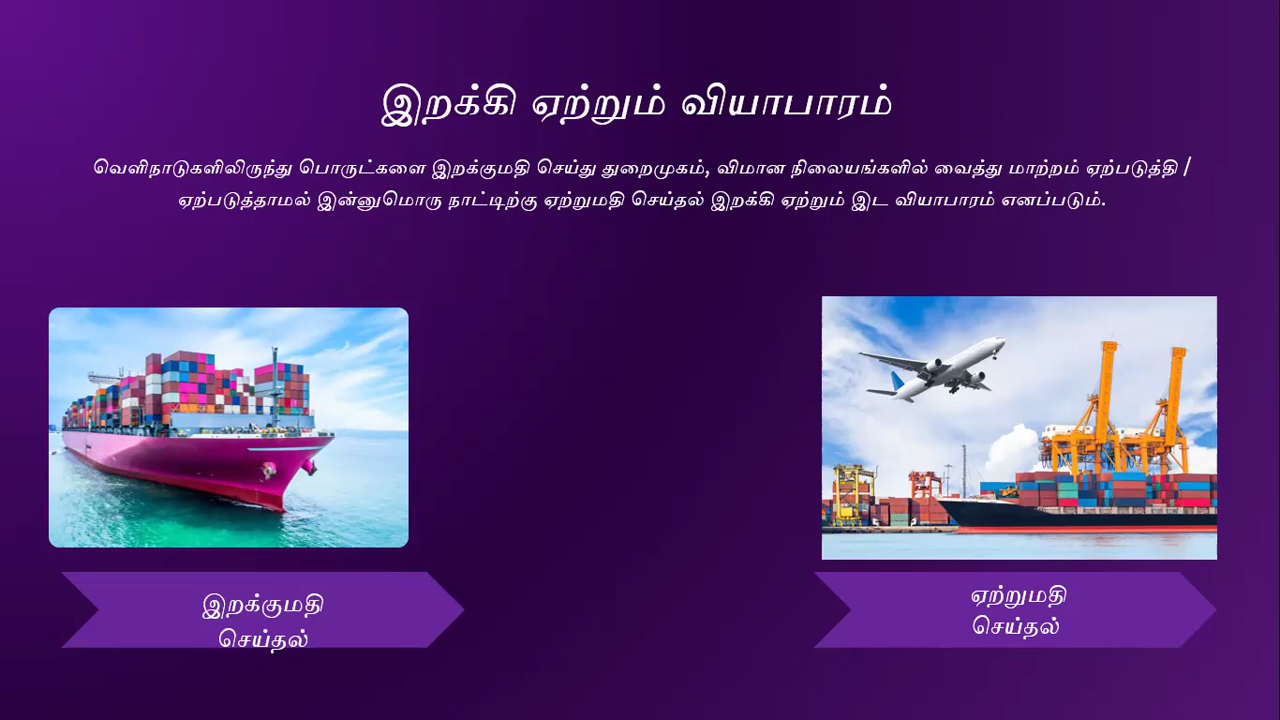 இறக்கி ஏற்றும் வியாபாரம்
வெளிநாடுகளிலிருந்து பொருட்களை இறக்குமதி செய்து துறைமுகம், விமான நிலையங்களில் வைத்து மாற்றம் ஏற்படுத்தி /
ஏற்படுத்தாமல் இன்னுமொரு நாட்டிற்கு ஏற்றுமதி செய்தல் இறக்கி ஏற்றும் இட வியாபாரம் எனப்படும்.
இறக்குமதி
செய்தல்
ஏற்றுமதி
செய்தல்